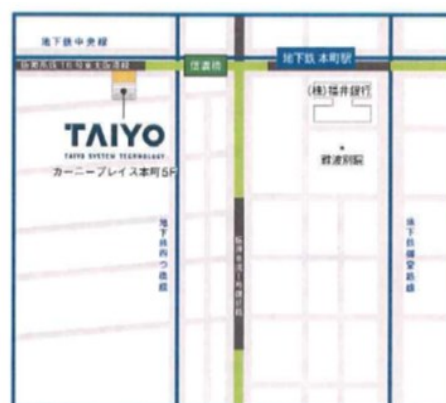 地下鉄中央線
信濃橋
地下鉄 本町駅
(株)福井銀行
TAIYO
TAIYO SYSTEM TECHNOLOGY
カーニープレイス本町5F
難波別院
地下鉄四つ橋線
地下鉄御堂筋線